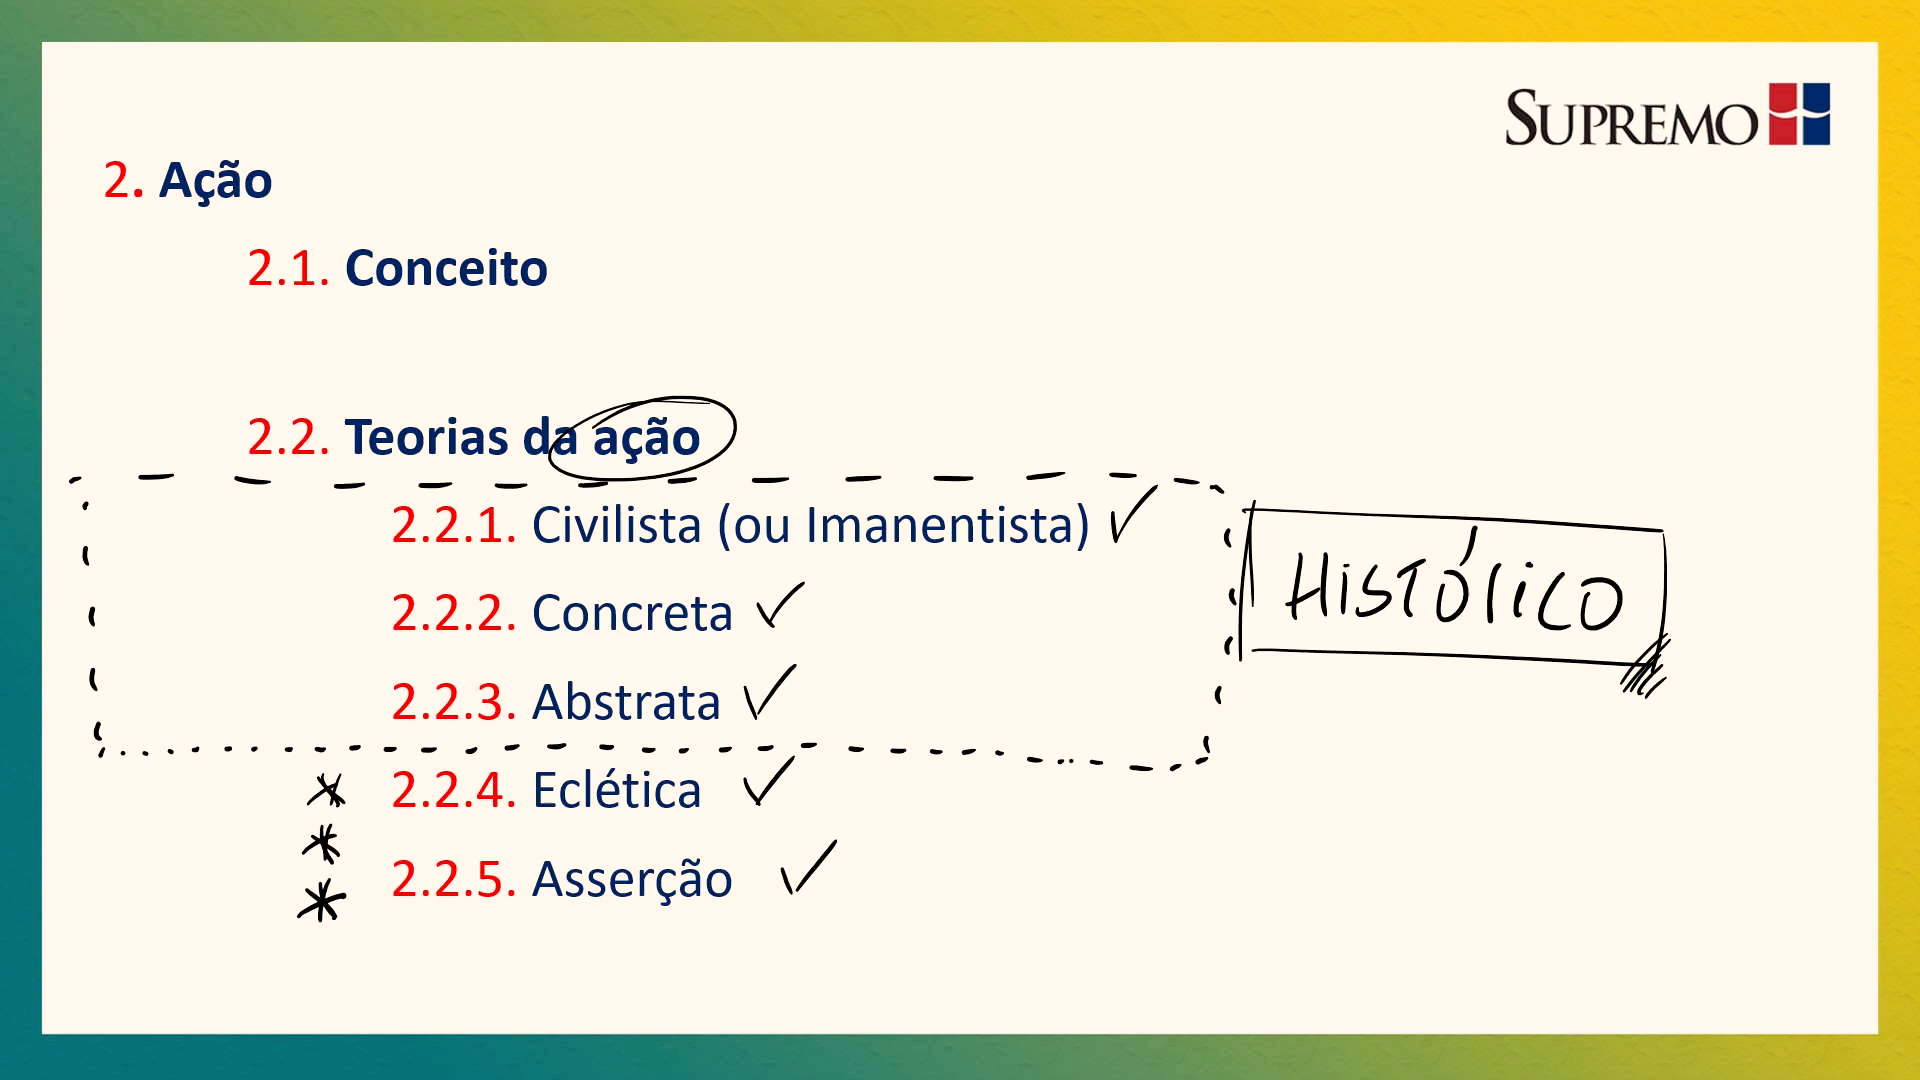 SUPREMO
2. Ação
2.1. Conceito
2.2. Teorias da ação
2.2.1. Civilista (ou Imanentista)
HISTÓRICO
2.2.2. Concreta
2.2.3. Abstrata
2.2.4. Eclética
2.2.5. Asserção